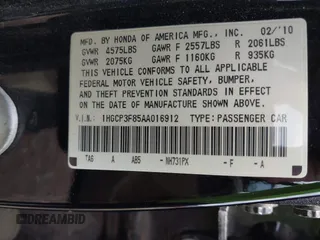 MFD. BY HONDA OF AMERICA MFG., INC. 02/'10
GVWR 4575LBS GAWR F 2557LBS R 2061LBS
GVWR 2075KG GAWR F 1160KG R 935KG
THIS VEHICLE CONFORMS TO ALL APPLICABLE
FEDERAL MOTOR VEHICLE SAFETY, BUMPER,
AND THEFT PREVENTION STANDARDS IN EFFECT
ON THE DATE OF MANUFACTURE SHOWN ABOVE.
V.I.N.: 1HGCP3F85AA016912 TYPE: PASSENGER CAR
TAG A AB5 - NH731PX - F - A
© DREAMBID